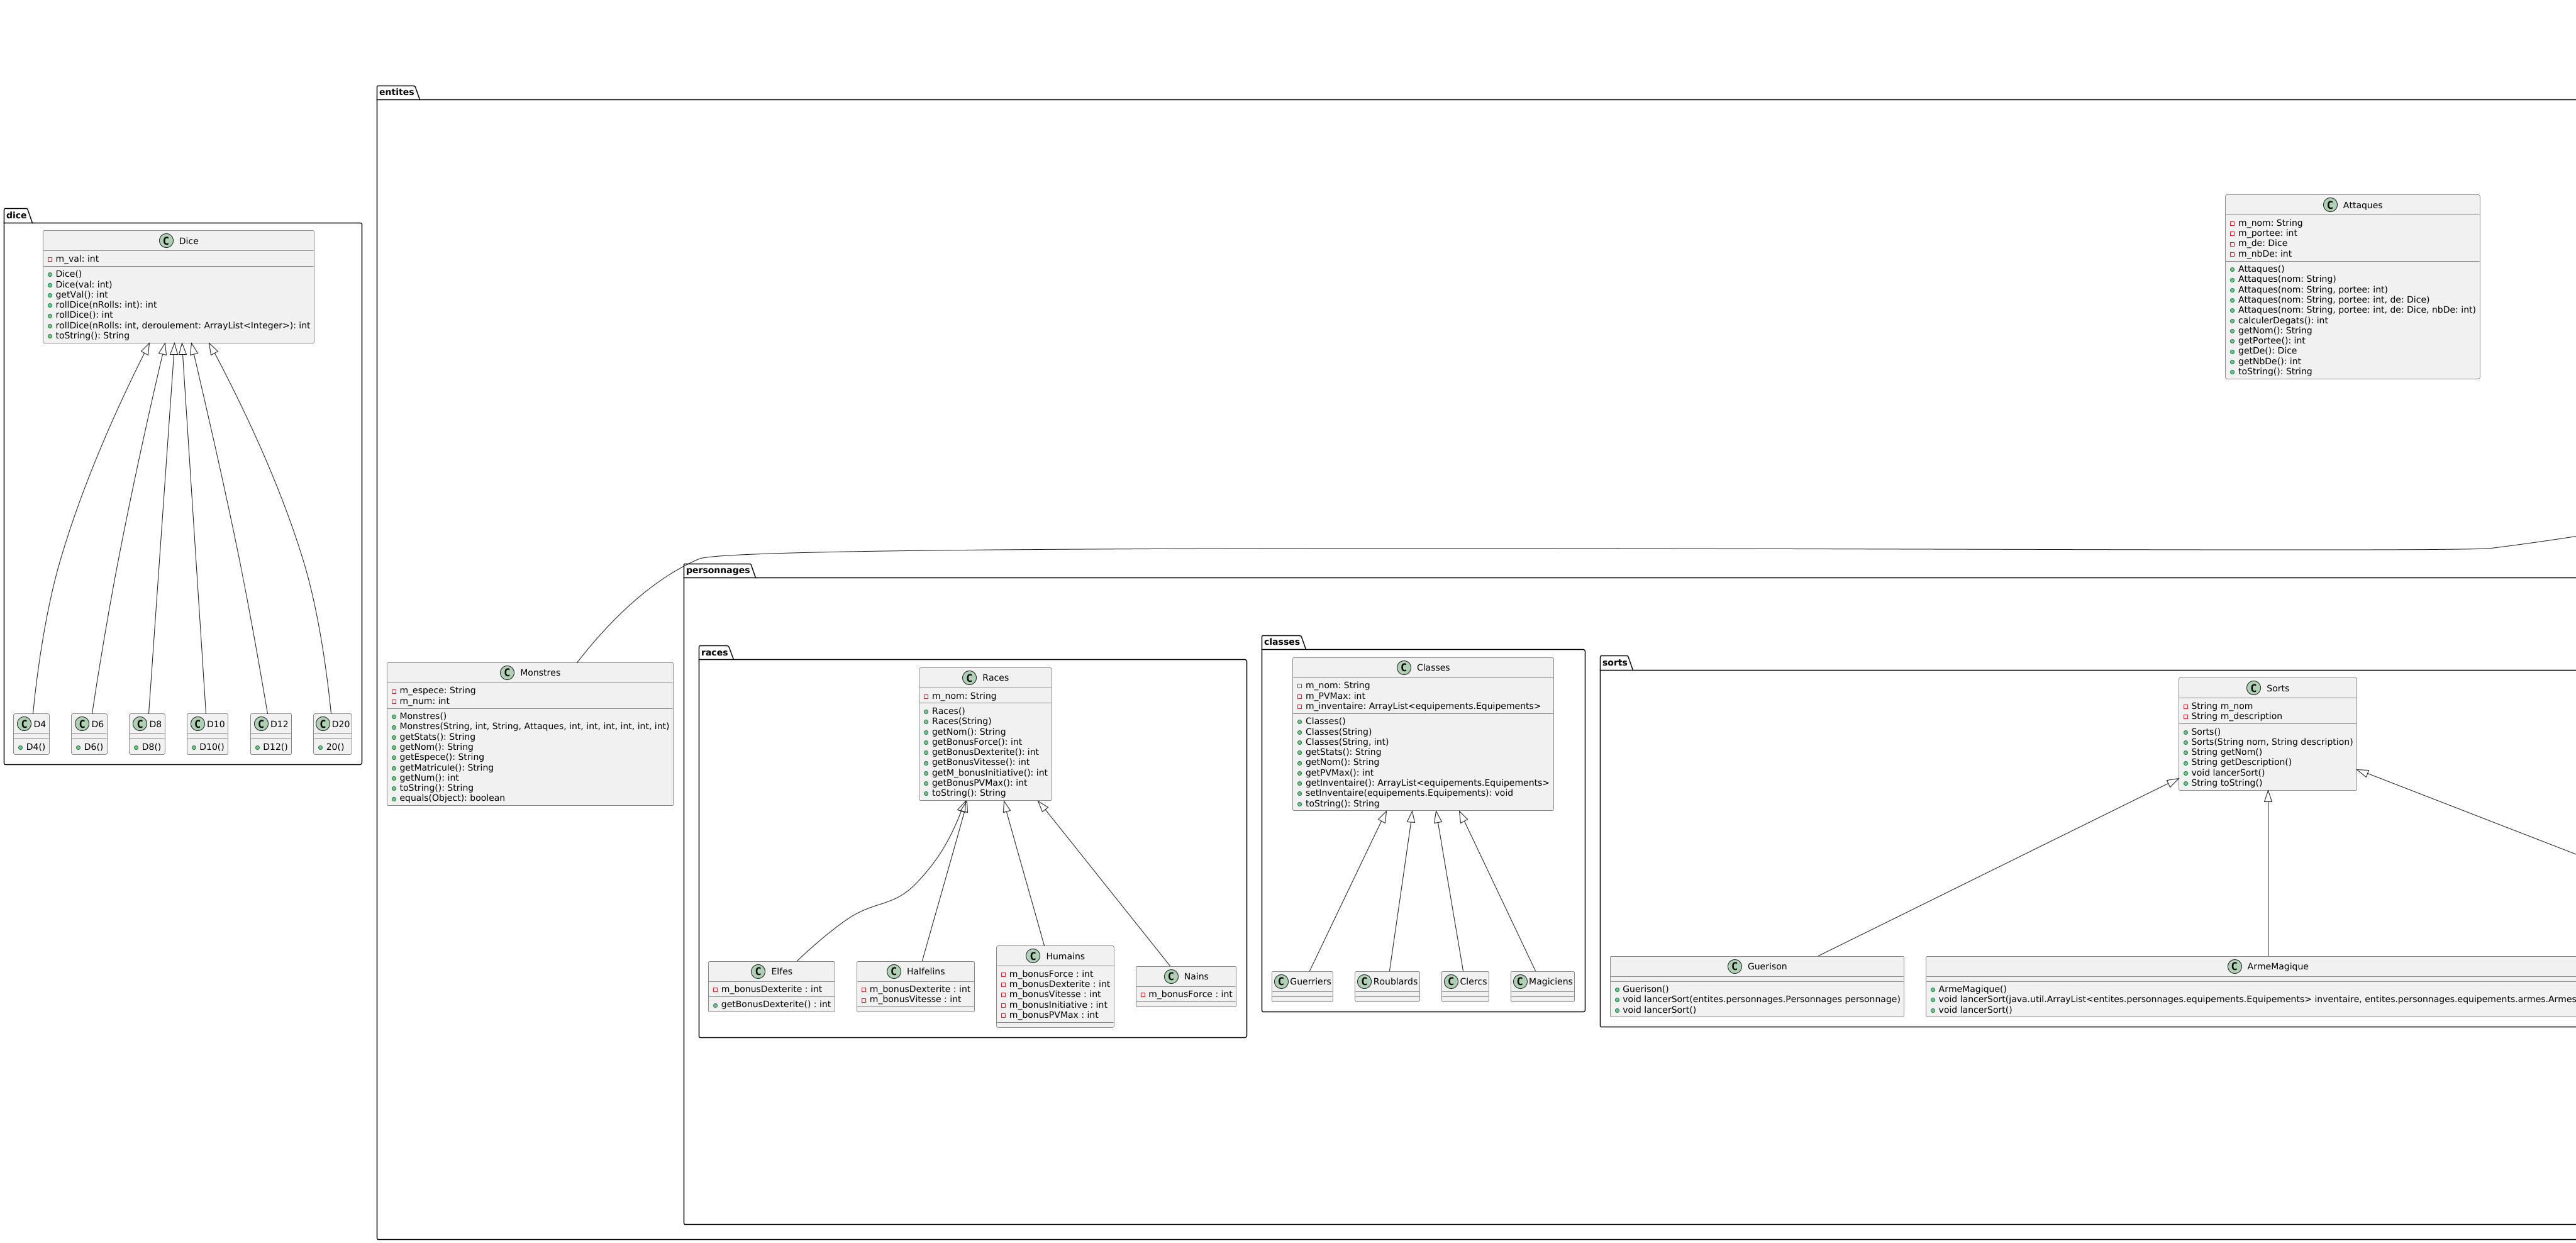 entites
dice
C Dice
m_val: int
Dice()
Dice(val: int)
getVal(): int
rollDice(nRolls: int): int
rollDice(): int
rollDice(nRolls: int, deroulement: ArrayList<Integer>): int
toString(): String
C D4
D4()
C D6
D6()
C D8
D8()
C D10
D10()
C D12
D12()
C D20
20()
C Attaques
m_nom: String
m_portee: int
m_de: Dice
m_nbDe: int
Attaques()
Attaques(nom: String)
Attaques(nom: String, portee: int)
Attaques(nom: String, portee: int, de: Dice)
Attaques(nom: String, portee: int, de: Dice, nbDe: int)
calculerDegats(): int
getNom(): String
getPortee(): int
getDe(): Dice
getNbDe(): int
toString(): String
C Monstres
m_espece: String
m_num: int
Monstres()
Monstres(String, int, String, Attaques, int, int, int, int, int, int)
getStats(): String
getNom(): String
getEspece(): String
getMatricule(): String
getNum(): int
toString(): String
equals(Object): boolean
personnages
races
C Races
m_nom: String
Races()
Races(String)
getNom(): String
getBonusForce(): int
getBonusDexterite(): int
getBonusVitesse(): int
getM_bonusInitiative(): int
getBonusPVMax(): int
toString(): String
C Elfes
m_bonusDexterite : int
getBonusDexterite() : int
C Halfelins
m_bonusDexterite : int
m_bonusVitesse : int
C Humains
m_bonusForce : int
m_bonusDexterite : int
m_bonusVitesse : int
m_bonusInitiative : int
m_bonusPVMax : int
C Nains
m_bonusForce : int
classes
C Classes
m_nom: String
m_PVMax: int
m_inventaire: ArrayList<equipements.Equipements>
Classes()
Classes(String)
Classes(String, int)
getStats(): String
getNom(): String
getPVMax(): int
getInventaire(): ArrayList<equipements.Equipements>
setInventaire(equipements.Equipements): void
toString(): String
C Guerriers
C Roublards
C Clercs
C Magiciens
sorts
C Sorts
String m_nom
String m_description
Sorts()
Sorts(String nom, String description)
String getNom()
String getDescription()
void lancerSort()
String toString()
C Guerison
Guerison()
void lancerSort(entites.personnages.Personnages personnage)
void lancerSort()
C ArmeMagique
ArmeMagique()
void lancerSort(java.util.ArrayList<entites.personnages.equipements.Equipements> inventaire, entites.personnages.equipements.armes.Armes
void lancerSort()